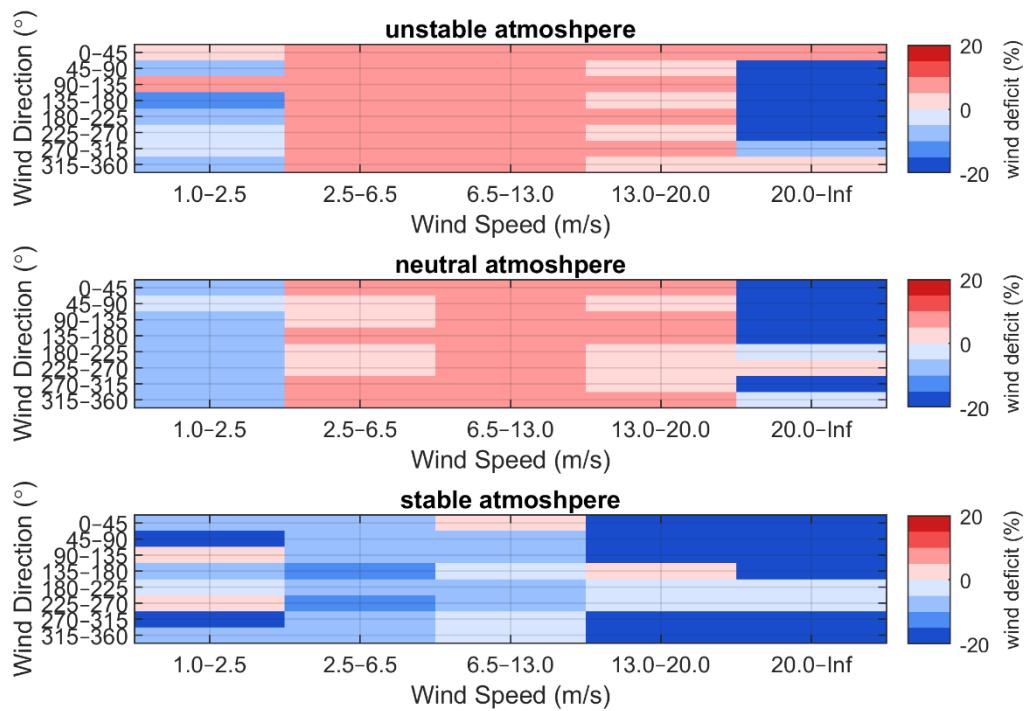 unstable atmoshpere
Wind Direction (°)
0−45
45−90
90−135
135−180
180−225
225−270
270−315
315−360
1.0−2.5 2.5−6.5 6.5−13.0 13.0−20.0 20.0−Inf
Wind Speed (m/s)
20
0
-20
wind deficit (%)
neutral atmoshpere
Wind Direction (°)
0−45
45−90
90−135
135−180
180−225
225−270
270−315
315−360
1.0−2.5 2.5−6.5 6.5−13.0 13.0−20.0 20.0−Inf
Wind Speed (m/s)
20
0
-20
wind deficit (%)
stable atmoshpere
Wind Direction (°)
0−45
45−90
90−135
135−180
180−225
225−270
270−315
315−360
1.0−2.5 2.5−6.5 6.5−13.0 13.0−20.0 20.0−Inf
Wind Speed (m/s)
20
0
-20
wind deficit (%)